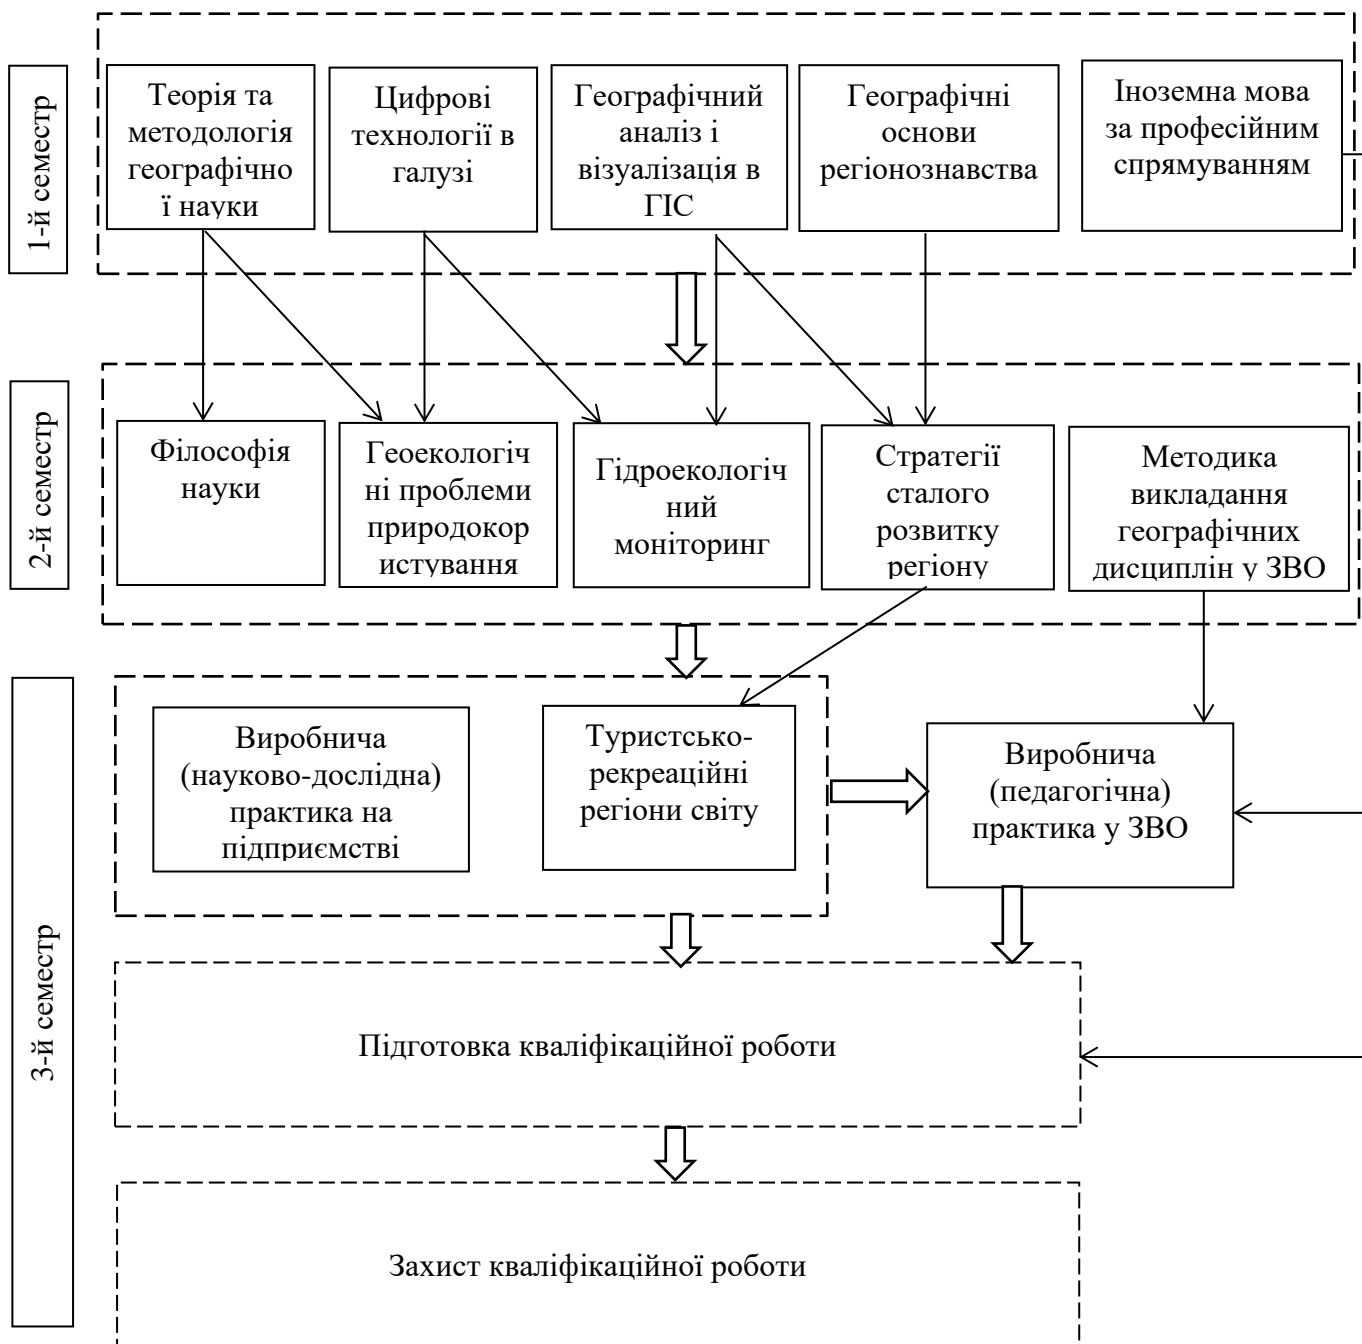 1-й семестр
Теорія та
методологія
географічно
ї науки
Цифрові
технології в
галузі
Географічний
аналіз і
візуалізація в
ГІС
Географічні
основи
регіонознавства
Іноземна мова
за професійним
спрямуванням
2-й семестр
Філософія
науки
Геоекологіч
ні проблеми
природокор
истування
Гідроекологіч
ний
моніторинг
Стратегії
сталого
розвитку
регіону
Методика
викладання
географічних
дисциплін у ЗВО
3-й семестр
Виробнича
(науково-дослідна)
практика на
підприємстві
Туристсько-
рекреаційні
регіони світу
Виробнича
(педагогічна)
практика у ЗВО
Підготовка кваліфікаційної роботи
Захист кваліфікаційної роботи